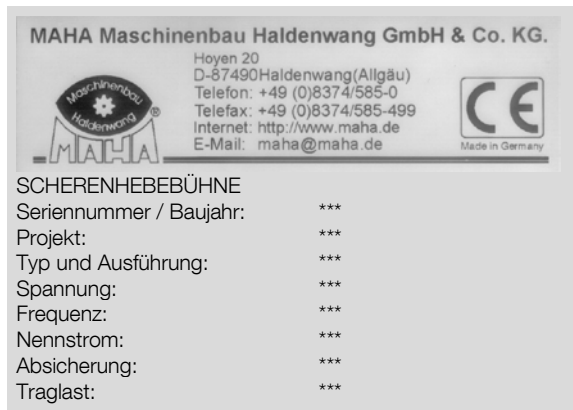 MAHA Maschinenbau Haldenwang GmbH & Co. KG.
Hoyen 20
D-87490Haldenwang(Allgäu)
Telefon: +49 (0)8374/585-0
Telefax: +49 (0)8374/585-499
Internet: http://www.maha.de
E-Mail: maha@maha.de
Maschinenbau
Haldenwang
MAHA
®
CE
Made in Germany
SCHERENHEBEBÜHNE
Seriennummer / Baujahr: ***
Projekt: ***
Typ und Ausführung: ***
Spannung: ***
Frequenz: ***
Nennstrom: ***
Absicherung: ***
Traglast: ***